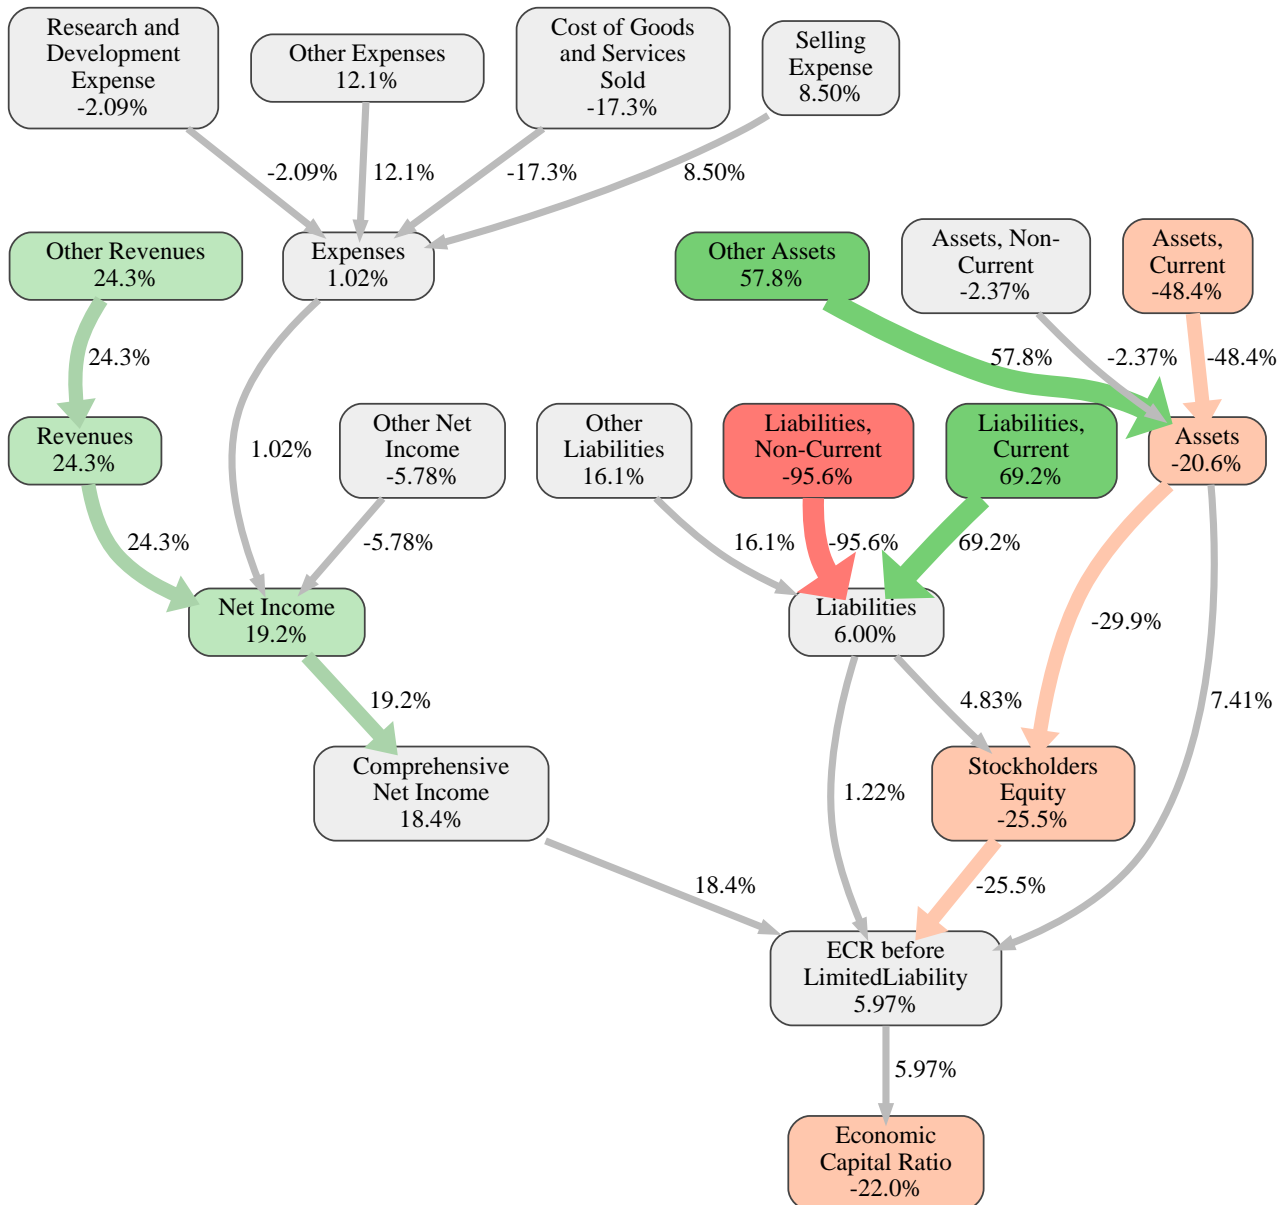 Research and
Development
Expense
-2.09%
Other Expenses
12.1%
Cost of Goods
and Services
Sold
-17.3%
Selling
Expense
8.50%
-2.09%
12.1%
-17.3%
8.50%
Other Revenues
24.3%
Expenses
1.02%
Other Assets
57.8%
Assets, Non-
Current
-2.37%
Assets,
Current
-48.4%
24.3%
57.8%
-2.37%
-48.4%
Revenues
24.3%
1.02%
Other Net
Income
-5.78%
Other
Liabilities
16.1%
Liabilities,
Non-Current
-95.6%
Liabilities,
Current
69.2%
Assets
-20.6%
24.3%
-5.78%
16.1%
-95.6%
69.2%
Net Income
19.2%
Liabilities
6.00%
-29.9%
19.2%
4.83%
7.41%
Comprehensive
Net Income
18.4%
1.22%
Stockholders
Equity
-25.5%
18.4%
-25.5%
ECR before
LimitedLiability
5.97%
5.97%
Economic
Capital Ratio
-22.0%